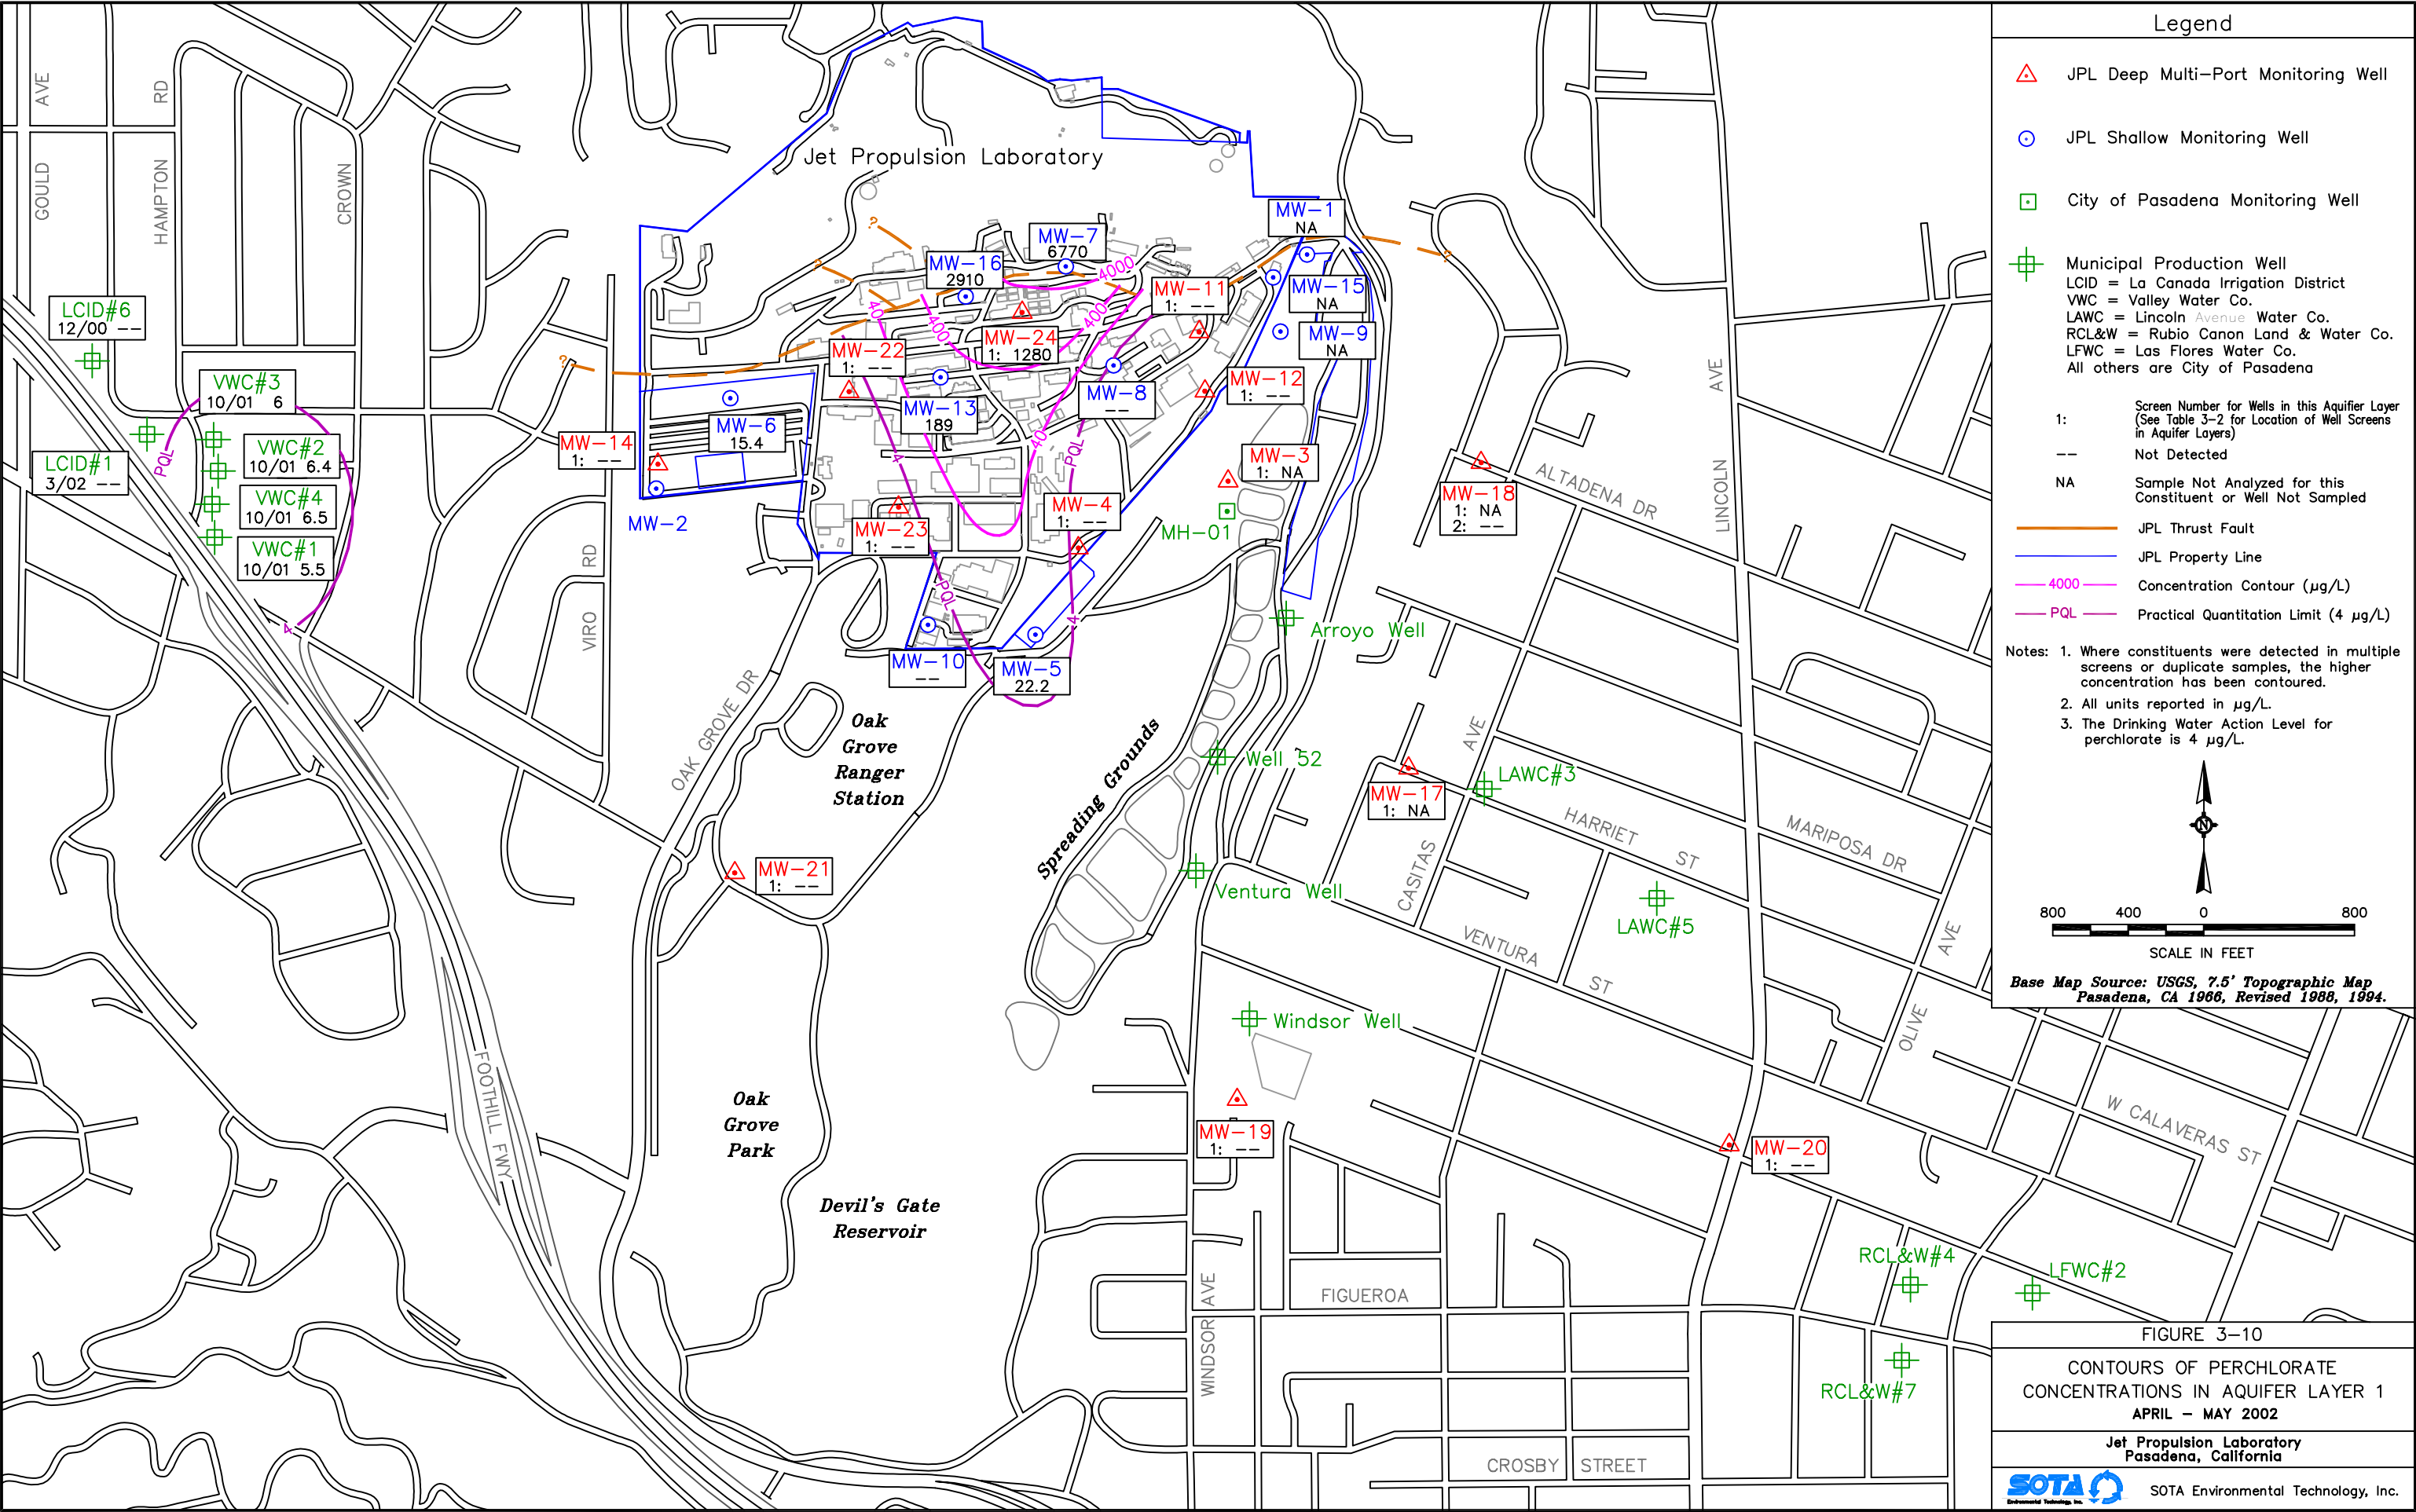 GOULD
AVE
HAMPTON
RD
CROWN
Jet Propulsion Laboratory
?
?
?
?
MW-1
NA
MW-7
6770
MW-16
2910
4000
MW-11
1: --
MW-15
NA
MW-9
NA
40
400
400
MW-24
1: 1280
MW-22
1: --
MW-12
1: --
MW-8
--
MW-13
189
MW-6
15.4
MW-14
1: --
MW-2
4
40
PQL
MW-3
1: NA
MW-4
1: --
MW-23
1: --
MH-01
PQL
4
MW-10
--
MW-5
22.2
LCID#6
12/00 --
VWC#3
10/01 6
VWC#2
10/01 6.4
PQL
LCID#1
3/02 --
VWC#4
10/01 6.5
VWC#1
10/01 5.5
4
VIRO
RD
OAK GROVE DR
Oak
Grove
Ranger
Station
Spreading Grounds
MW-21
1: --
Oak
Grove
Park
Devil's Gate
Reservoir
FOOTHILL FWY
MW-18
1: NA
2: --
ALTADENA DR
LINCOLN
AVE
Arroyo Well
Well 52
MW-17
1: NA
AVE
LAWC#3
CASITAS
HARRIET
ST
MARIPOSA DR
Ventura Well
LAWC#5
VENTURA
ST
OLIVE
AVE
Windsor Well
MW-19
1: --
MW-20
1: --
W CALAVERAS ST
RCL&W#4
LFWC#2
RCL&W#7
WINDSOR
AVE
FIGUEROA
CROSBY STREET
Legend
JPL Deep Multi-Port Monitoring Well
JPL Shallow Monitoring Well
City of Pasadena Monitoring Well
Municipal Production Well
LCID = La Canada Irrigation District
VWC = Valley Water Co.
LAWC = Lincoln Avenue Water Co.
RCL&W = Rubio Canon Land & Water Co.
LFWC = Las Flores Water Co.
All others are City of Pasadena
1: Screen Number for Wells in this Aquifer Layer
(See Table 3-2 for Location of Well Screens
in Aquifer Layers)
-- Not Detected
NA Sample Not Analyzed for this
Constituent or Well Not Sampled
JPL Thrust Fault
JPL Property Line
4000 Concentration Contour (µg/L)
PQL Practical Quantitation Limit (4 µg/L)
Notes: 1. Where constituents were detected in multiple
screens or duplicate samples, the higher
concentration has been contoured.
2. All units reported in µg/L.
3. The Drinking Water Action Level for
perchlorate is 4 µg/L.
N
800 400 0 800
SCALE IN FEET
Base Map Source: USGS, 7.5' Topographic Map
Pasadena, CA 1966, Revised 1988, 1994.
FIGURE 3-10
CONTOURS OF PERCHLORATE
CONCENTRATIONS IN AQUIFER LAYER 1
APRIL - MAY 2002
Jet Propulsion Laboratory
Pasadena, California
SOTA
Environmental Technology, Inc.
SOTA Environmental Technology, Inc.